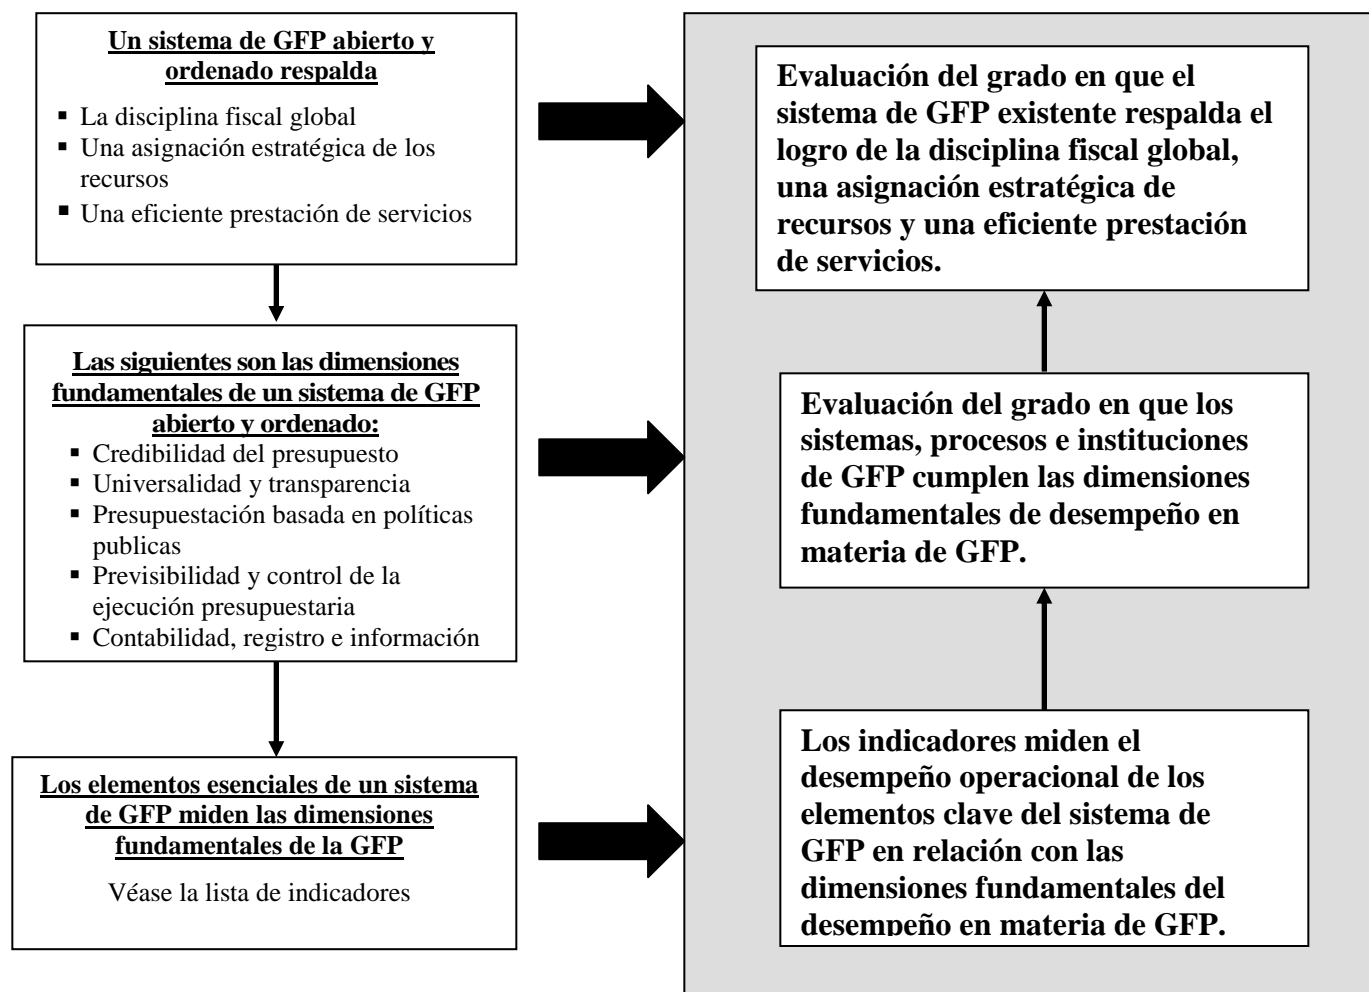 Un sistema de GFP abierto y
ordenado respalda
▪ La disciplina fiscal global
▪ Una asignación estratégica de los
recursos
▪ Una eficiente prestación de servicios
Las siguientes son las dimensiones
fundamentales de un sistema de GFP
abierto y ordenado:
▪ Credibilidad del presupuesto
▪ Universalidad y transparencia
▪ Presupuestación basada en políticas
publicas
▪ Previsibilidad y control de la
ejecución presupuestaria
▪ Contabilidad, registro e información
Los elementos esenciales de un sistema
de GFP miden las dimensiones
fundamentales de la GFP
Véase la lista de indicadores
Evaluación del grado en que el
sistema de GFP existente respalda el
logro de la disciplina fiscal global,
una asignación estratégica de
recursos y una eficiente prestación
de servicios.
Evaluación del grado en que los
sistemas, procesos e instituciones
de GFP cumplen las dimensiones
fundamentales de desempeño en
materia de GFP.
Los indicadores miden el
desempeño operacional de los
elementos clave del sistema de
GFP en relación con las
dimensiones fundamentales del
desempeño en materia de GFP.